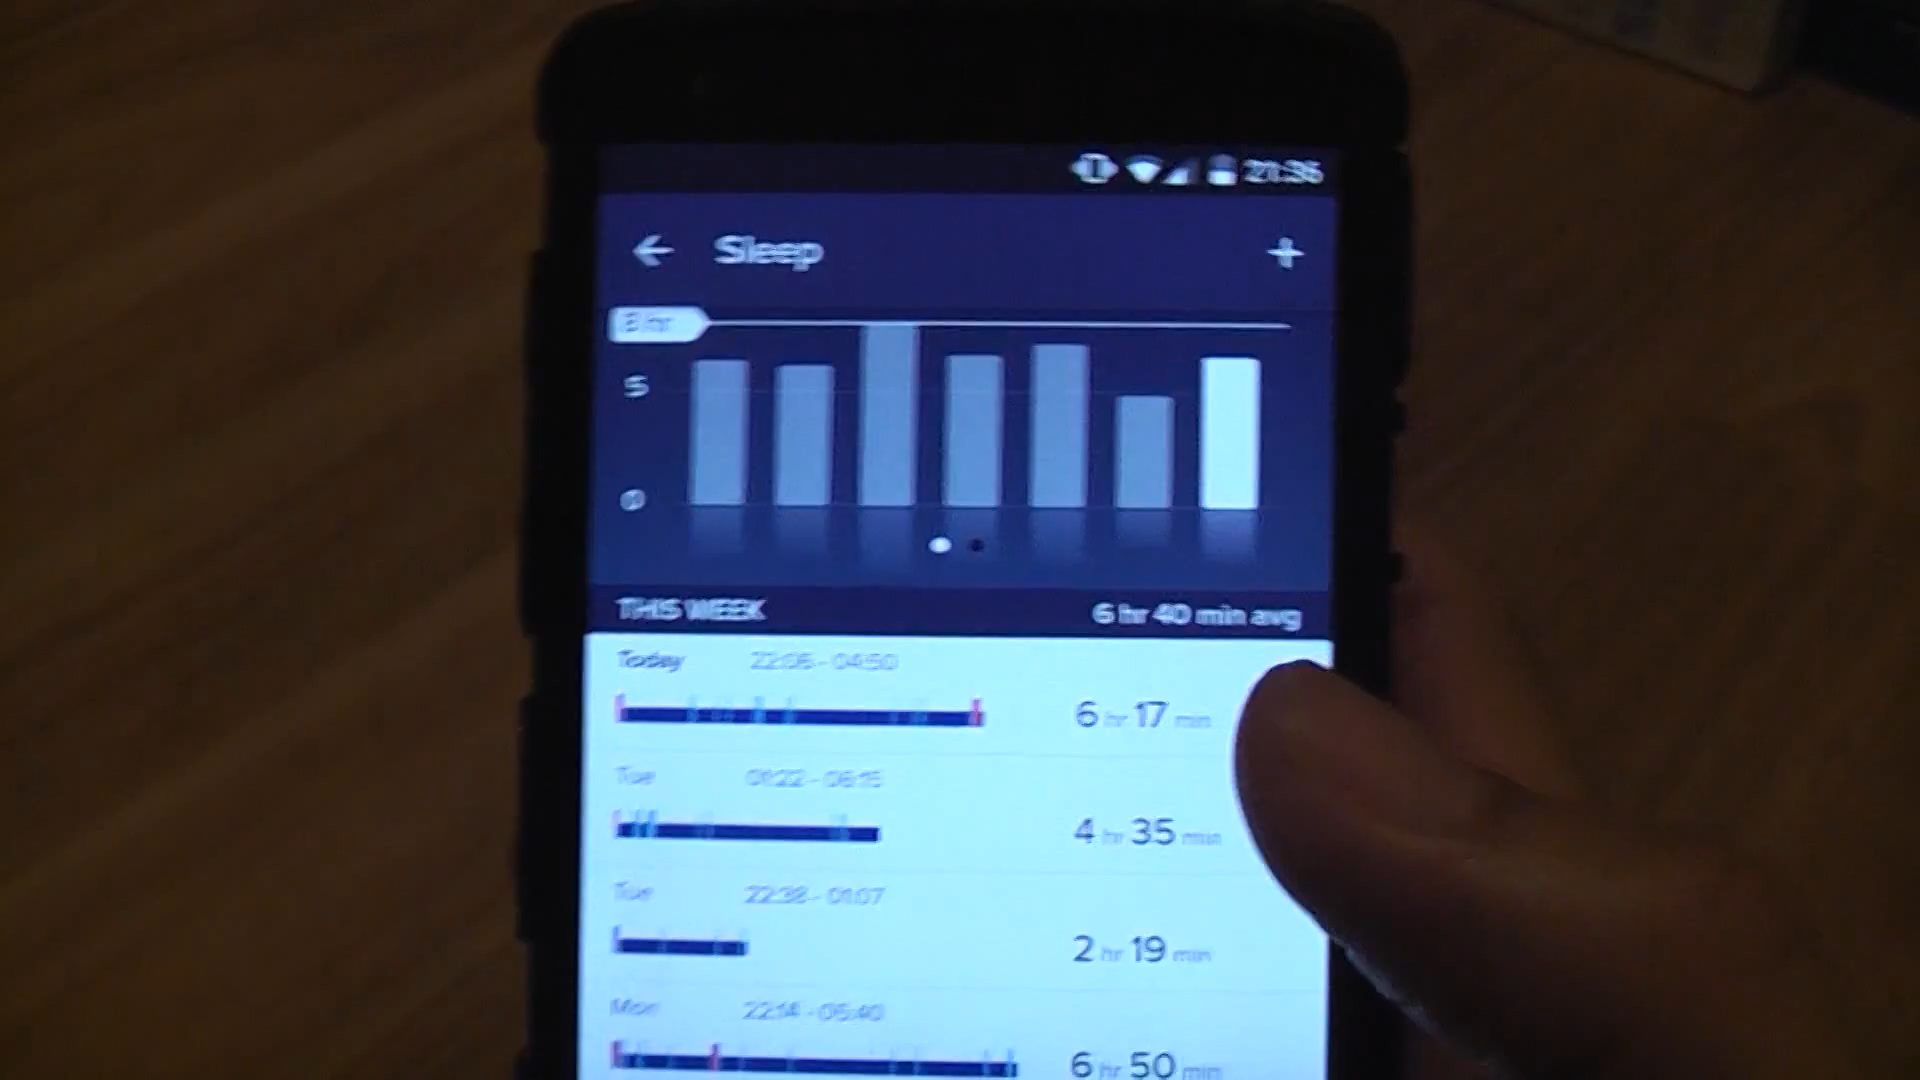 21:36
Sleep
8 hr
5
0
THIS WEEK 6 hr 40 min avg
Today 22:06 - 04:50
6 hr 17 min
Tue 01:22 - 06:15
4 hr 35 min
Tue 22:38 - 01:07
2 hr 19 min
Mon 22:14 - 05:40
6 hr 50 min